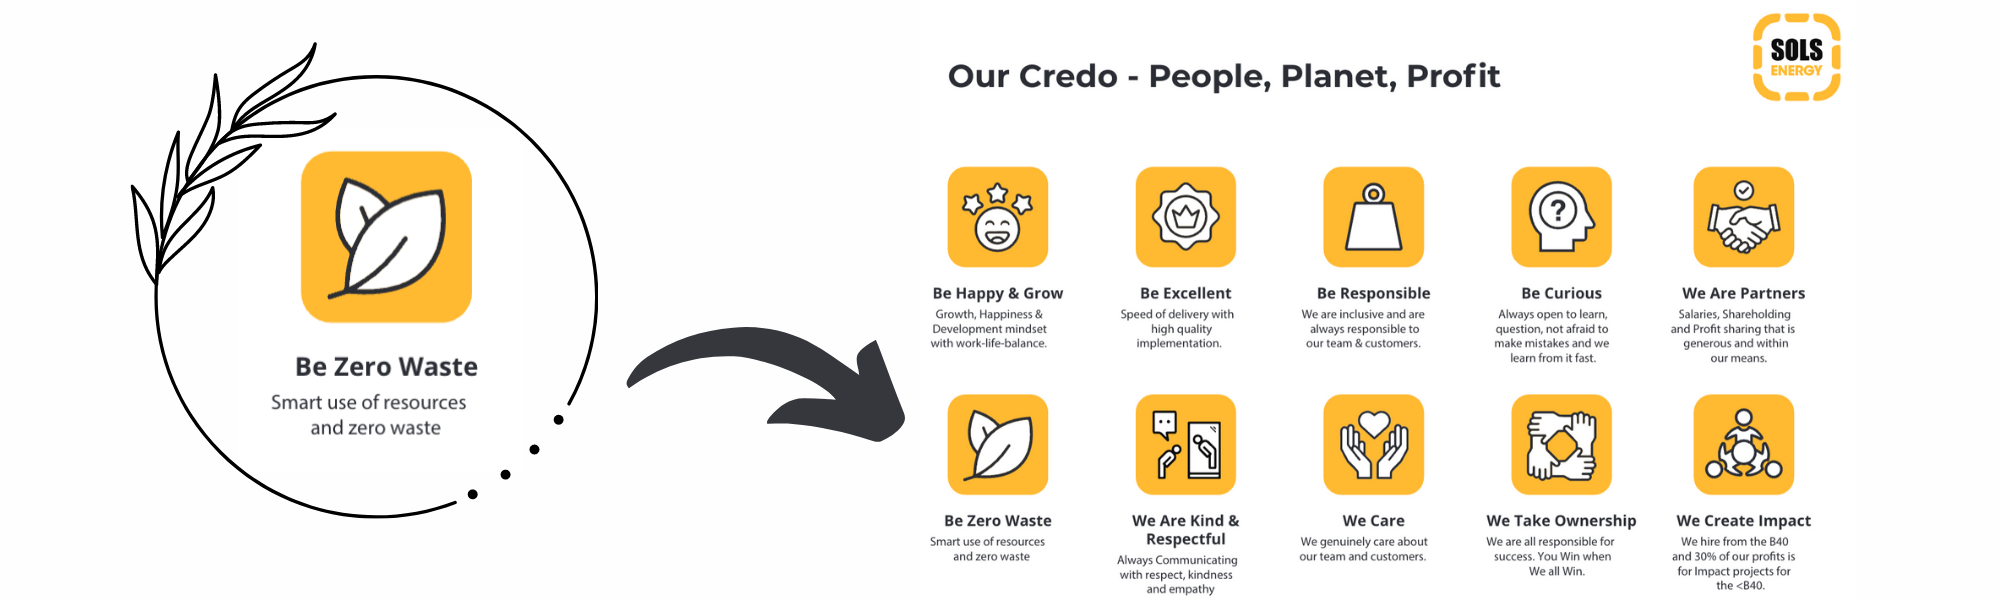 Be Zero Waste
Smart use of resources
and zero waste
SOLS
ENERGY
Our Credo - People, Planet, Profit
Be Happy & Grow
Growth, Happiness &
Development mindset
with work-life-balance.
Be Excellent
Speed of delivery with
high quality
implementation.
Be Responsible
We are inclusive and are
always responsible to
our team & customers.
?
Be Curious
Always open to learn,
question, not afraid to
make mistakes and we
learn from it fast.
We Are Partners
Salaries, Shareholding
and Profit sharing that is
generous and within
our means.
Be Zero Waste
Smart use of resources
and zero waste
We Are Kind &
Respectful
Always Communicating
with respect, kindness
and empathy
We Care
We genuinely care about
our team and customers.
We Take Ownership
We are all responsible for
success. You Win when
We all Win.
We Create Impact
We hire from the B40
and 30% of our profits is
for Impact projects for
the <B40.